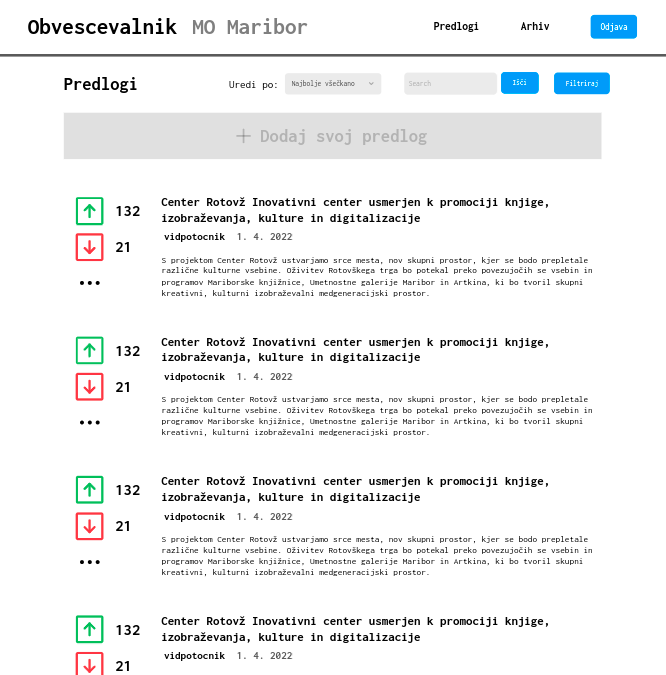 Obvescevalnik MO Maribor Predlogi Arhiv Odjava
Predlogi Uredi po: Najbolje všečkano Search Išči Filtriraj
+ Dodaj svoj predlog
132 Center Rotovž Inovativni center usmerjen k promociji knjige,
izobraževanja, kulture in digitalizacije
21 vidpotocnik 1. 4. 2022
S projektom Center Rotovž ustvarjamo srce mesta, nov skupni prostor, kjer se bodo prepletale
različne kulturne vsebine. Oživitev Rotovškega trga bo potekal preko povezujočih se vsebin in
programov Mariborske knjižnice, Umetnostne galerije Maribor in Artkina, ki bo tvoril skupni
kreativni, kulturni izobraževalni medgeneracijski prostor.
132 Center Rotovž Inovativni center usmerjen k promociji knjige,
izobraževanja, kulture in digitalizacije
21 vidpotocnik 1. 4. 2022
S projektom Center Rotovž ustvarjamo srce mesta, nov skupni prostor, kjer se bodo prepletale
različne kulturne vsebine. Oživitev Rotovškega trga bo potekal preko povezujočih se vsebin in
programov Mariborske knjižnice, Umetnostne galerije Maribor in Artkina, ki bo tvoril skupni
kreativni, kulturni izobraževalni medgeneracijski prostor.
132 Center Rotovž Inovativni center usmerjen k promociji knjige,
izobraževanja, kulture in digitalizacije
21 vidpotocnik 1. 4. 2022
S projektom Center Rotovž ustvarjamo srce mesta, nov skupni prostor, kjer se bodo prepletale
različne kulturne vsebine. Oživitev Rotovškega trga bo potekal preko povezujočih se vsebin in
programov Mariborske knjižnice, Umetnostne galerije Maribor in Artkina, ki bo tvoril skupni
kreativni, kulturni izobraževalni medgeneracijski prostor.
132 Center Rotovž Inovativni center usmerjen k promociji knjige,
izobraževanja, kulture in digitalizacije
21 vidpotocnik 1. 4. 2022